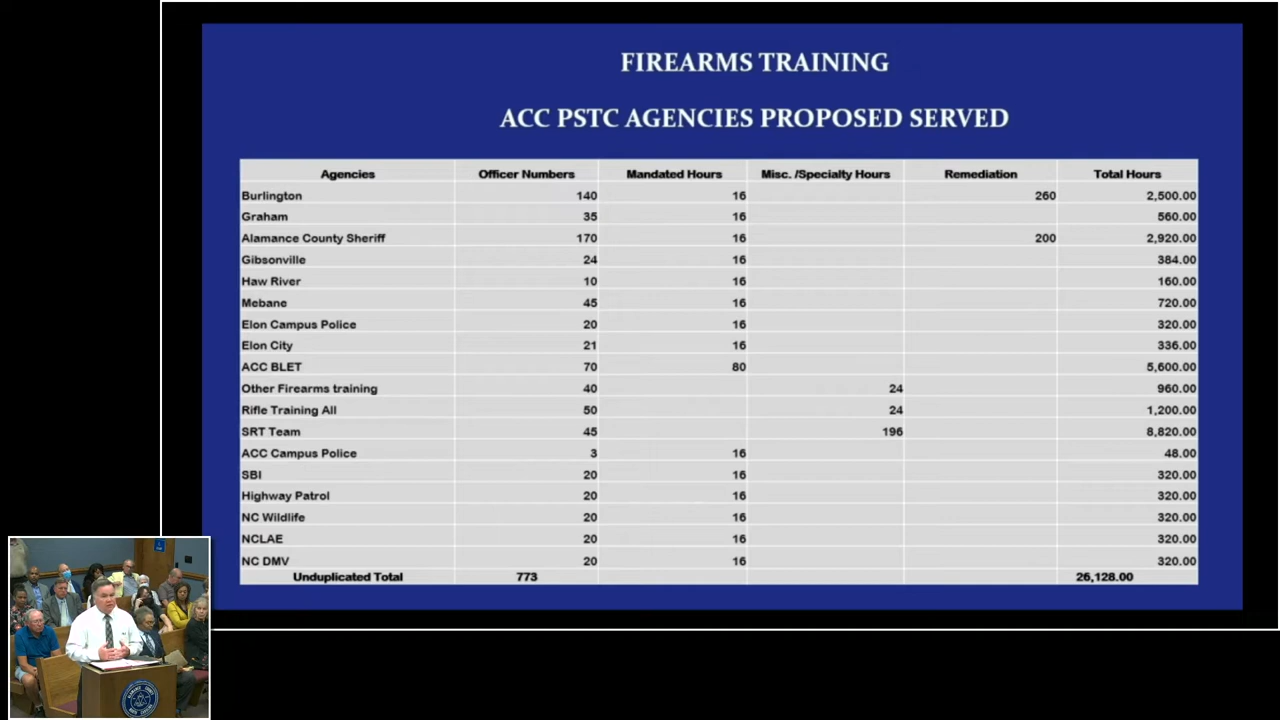 FIREARMS TRAINING
ACC PSTC AGENCIES PROPOSED SERVED
Agencies Officer Numbers Mandated Hours Misc. /Specialty Hours Remediation Total Hours
Burlington 140 16 260 2,500.00
Graham 35 16 560.00
Alamance County Sheriff 170 16 200 2,920.00
Gibsonville 24 16 384.00
Haw River 10 16 160.00
Mebane 45 16 720.00
Elon Campus Police 20 16 320.00
Elon City 21 16 336.00
ACC BLET 70 80 5,600.00
Other Firearms training 40 24 960.00
Rifle Training All 50 24 1,200.00
SRT Team 45 196 8,820.00
ACC Campus Police 3 16 48.00
SBI 20 16 320.00
Highway Patrol 20 16 320.00
NC Wildlife 20 16 320.00
NCLAE 20 16 320.00
NC DMV 20 16 320.00
Unduplicated Total 773 26,128.00